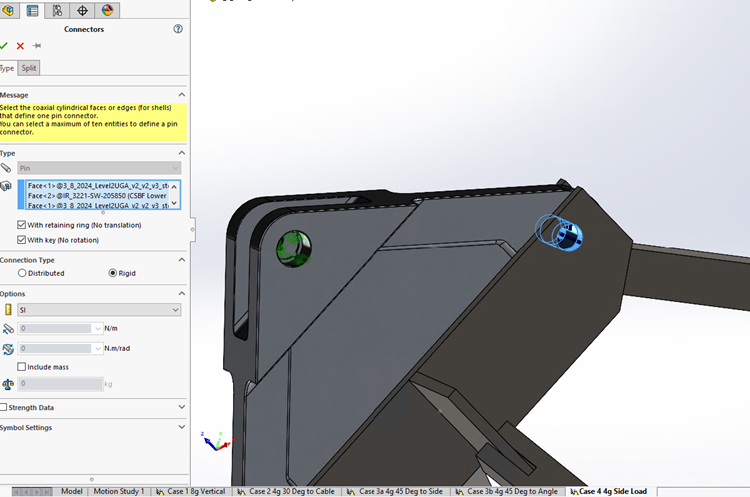 Connectors
Type
Split
Message
Select the coaxial cylindrical faces or edges (for shells)
that define one pin connector.
You can select a maximum of ten entities to define a pin
connector.
Type
Pin
Face<1>@3_8_2024_Level2UGA_v2_v2_v3_st
Face<2>@IR_3221-SW-205850 (CSBF Lower
Face<1>@3_8_2024_Level2UGA_v2_v2_v3_st
With retaining ring (No translation)
With key (No rotation)
Connection Type
Distributed
Rigid
Options
SI
0 N/m
0 N.m/rad
Include mass
0 kg
Strength Data
Symbol Settings
z Y
Model
Motion Study 1
Case 1 8g Vertical
Case 2 4g 30 Deg to Cable
Case 3a 4g 45 Deg to Side
Case 3b 4g 45 Deg to Angle
Case 4 4g Side Load